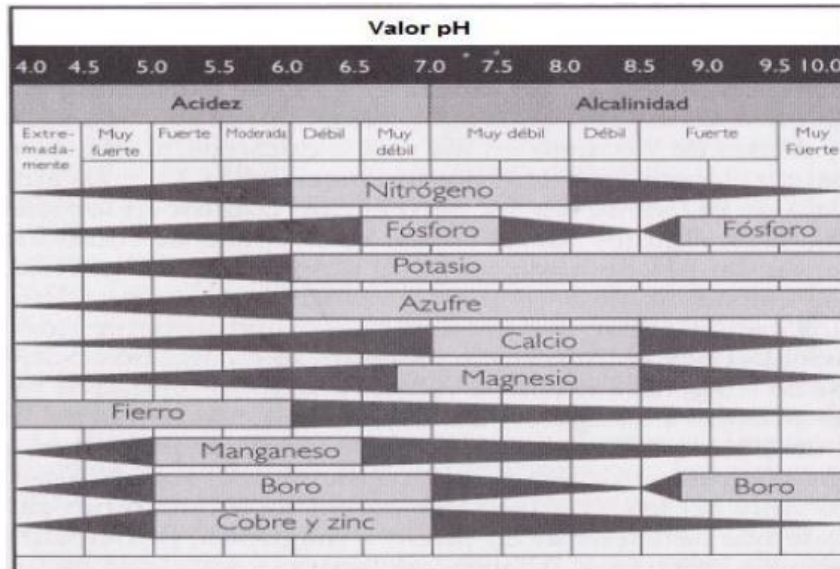 Valor pH
4.0 4.5 5.0 5.5 6.0 6.5 7.0 7.5 8.0 8.5 9.0 9.5 10.0
Acidez Alcalinidad
Extre-
mada-
mente
Muy
fuerte
Fuerte
Moderada
Débil
Muy
débil
Muy débil
Débil
Fuerte
Muy
Fuerte
Nitrógeno
Fósforo Fósforo
Potasio
Azufre
Calcio
Magnesio
Fierro
Manganeso
Boro Boro
Cobre y zinc